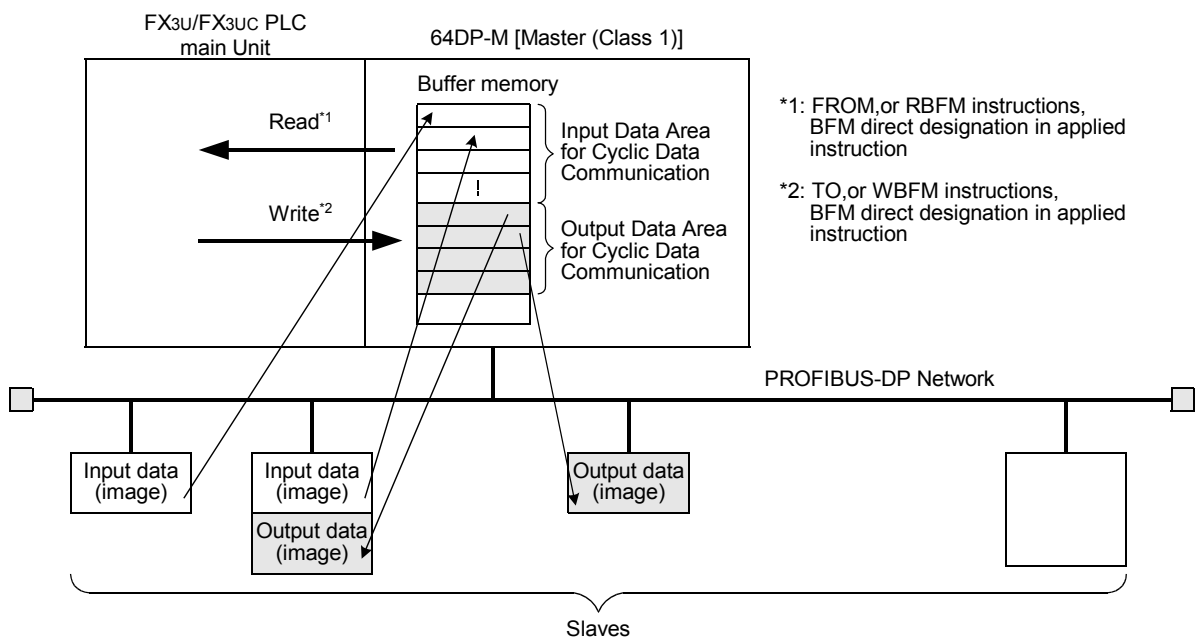 FX3U/FX3UC PLC
main Unit
64DP-M [Master (Class 1)]
Buffer memory
Read*1
Input Data Area
for Cyclic Data
Communication
Write*2
Output Data Area
for Cyclic Data
Communication
*1: FROM,or RBFM instructions,
BFM direct designation in applied
instruction
*2: TO,or WBFM instructions,
BFM direct designation in applied
instruction
PROFIBUS-DP Network
Input data
(image)
Input data
(image)
Output data
(image)
Output data
(image)
Slaves